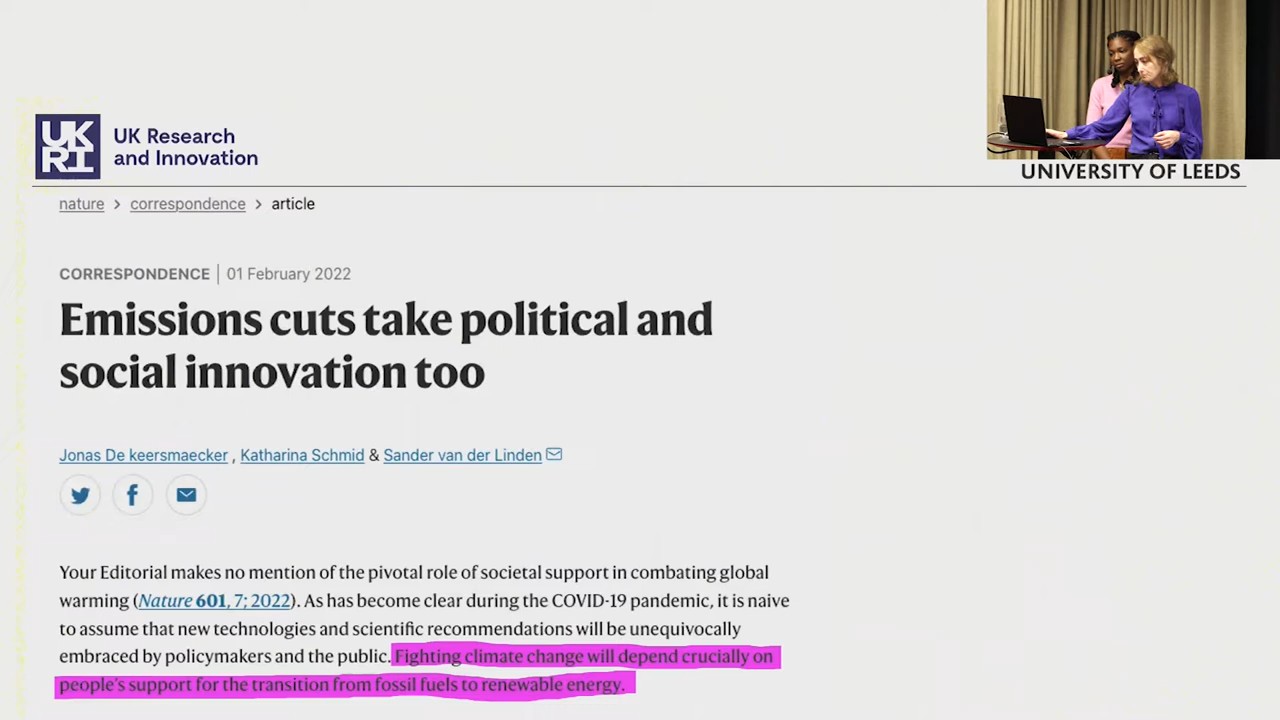 UK
RI
UK Research
and Innovation
UNIVERSITY OF LEEDS
nature > correspondence > article
CORRESPONDENCE | 01 February 2022
Emissions cuts take political and
social innovation too
Jonas De keersmaecker , Katharina Schmid & Sander van der Linden
Your Editorial makes no mention of the pivotal role of societal support in combating global
warming (Nature 601, 7; 2022). As has become clear during the COVID-19 pandemic, it is naive
to assume that new technologies and scientific recommendations will be unequivocally
embraced by policymakers and the public. Fighting climate change will depend crucially on
people's support for the transition from fossil fuels to renewable energy.